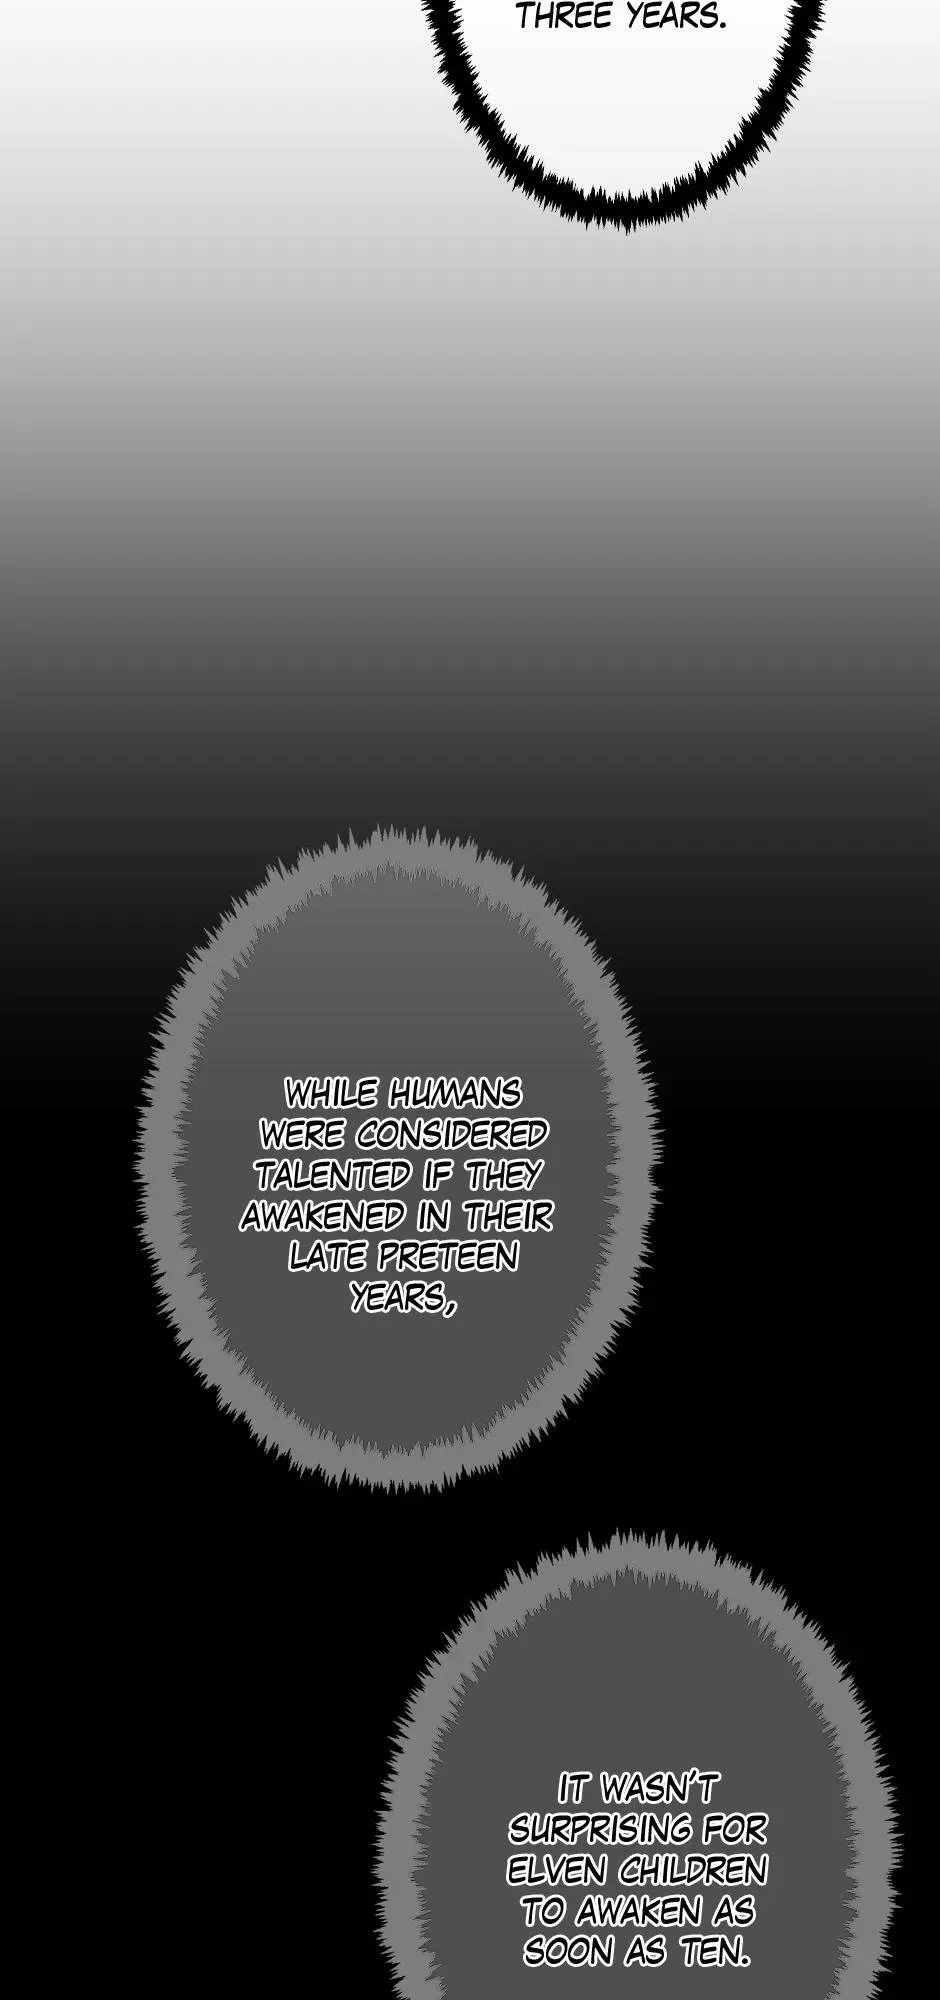 THREE YEARS.
WHILE HUMANS
WERE CONSIDERED
TALENTED IF THEY
AWAKENED IN THEIR
LATE PRETEEN
YEARS,
IT WASN'T
SURPRISING FOR
ELVEN CHILDREN
TO AWAKEN AS
SOON AS TEN.